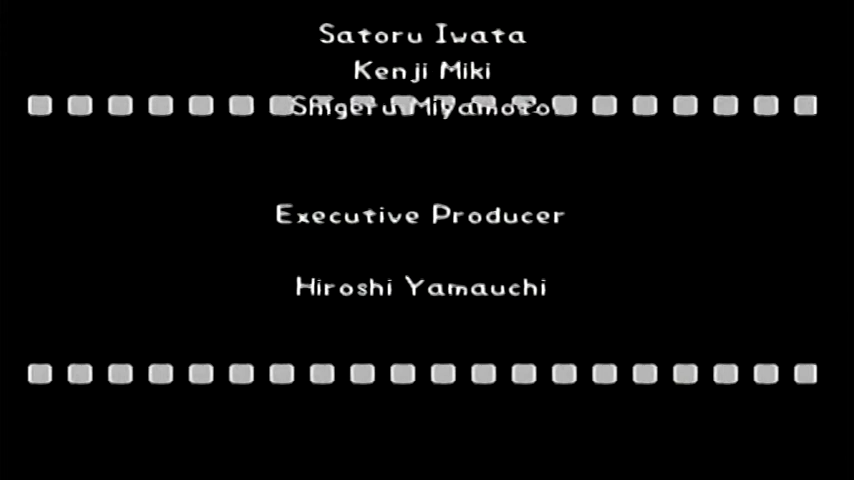 Satoru Iwata
Kenji Miki
Shigeru Miyamoto
Executive Producer
Hiroshi Yamauchi